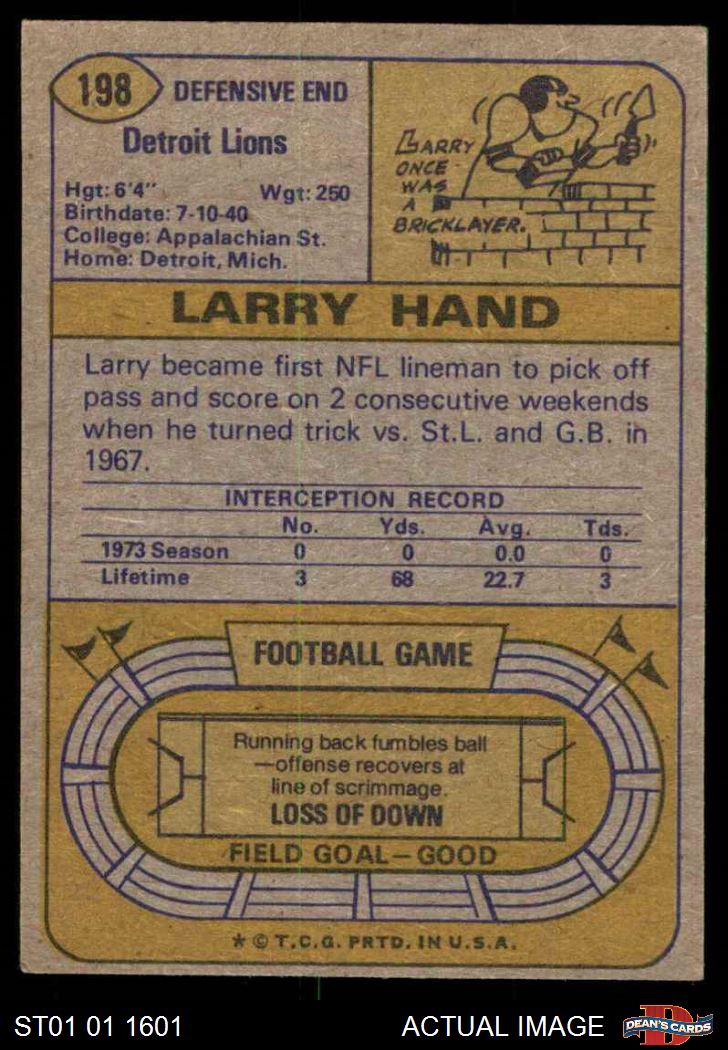 198
DEFENSIVE END
Detroit Lions
Hgt: 6'4" Wgt: 250
Birthdate: 7-10-40
College: Appalachian St.
Home: Detroit, Mich.
LARRY
ONCE
WAS
A
BRICKLAYER.
LARRY HAND
Larry became first NFL lineman to pick off
pass and score on 2 consecutive weekends
when he turned trick vs. St.L. and G.B. in
1967.
INTERCEPTION RECORD
No. Yds. Avg. Tds.
1973 Season 0 0 0.0 0
Lifetime 3 68 22.7 3
FOOTBALL GAME
Running back fumbles ball
—offense recovers at
line of scrimmage.
LOSS OF DOWN
FIELD GOAL—GOOD
* © T.C.G. PRTD. IN U.S.A.
ST01 01 1601 ACTUAL IMAGE
D
DEAN'S CARDS